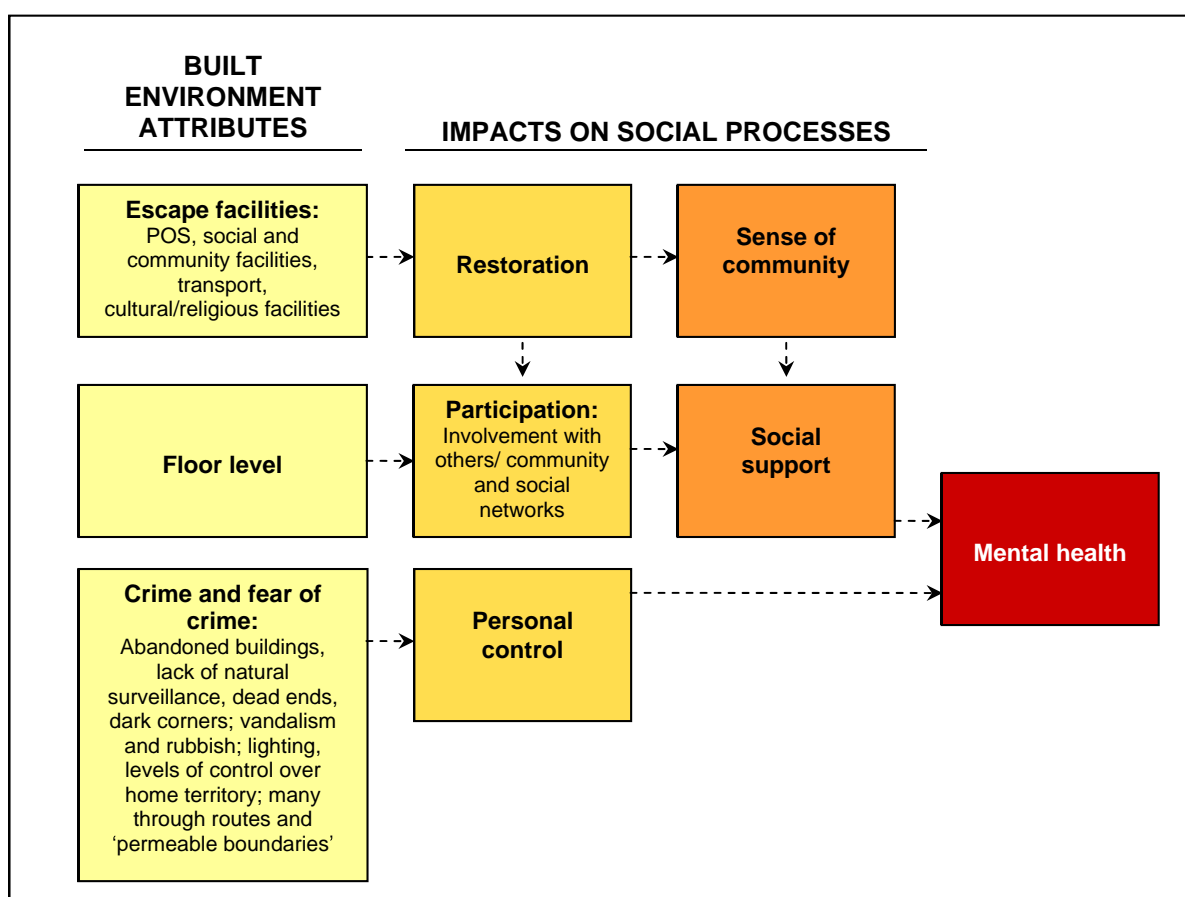 BUILT
ENVIRONMENT
ATTRIBUTES
IMPACTS ON SOCIAL PROCESSES
Escape facilities:
POS, social and
community facilities,
transport,
cultural/religious facilities
Restoration
Sense of
community
Floor level
Participation:
Involvement with
others/ community
and social
networks
Social
support
Mental health
Crime and fear of
crime:
Abandoned buildings,
lack of natural
surveillance, dead ends,
dark corners; vandalism
and rubbish; lighting,
levels of control over
home territory; many
through routes and
‘permeable boundaries’
Personal
control